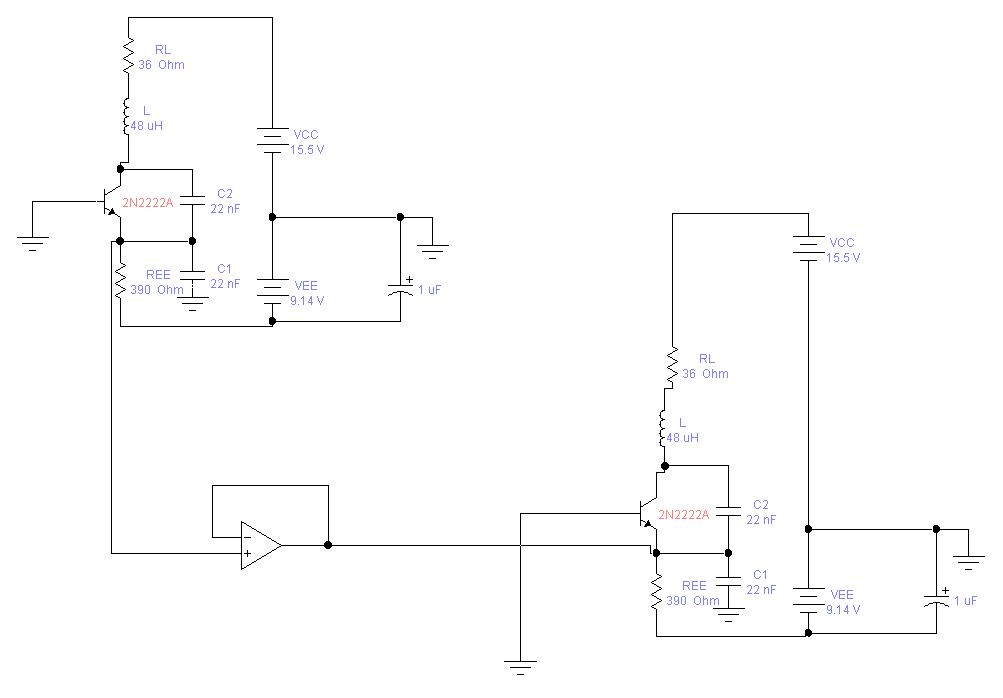 RL
36 Ohm
L
48 uH
VCC
15.5 V
2N2222A
C2
22 nF
REE
390 Ohm
C1
22 nF
VEE
9.14 V
+
1 uF
VCC
15.5 V
RL
36 Ohm
L
48 uH
2N2222A
C2
22 nF
−
+
REE
390 Ohm
C1
22 nF
VEE
9.14 V
+
1 uF